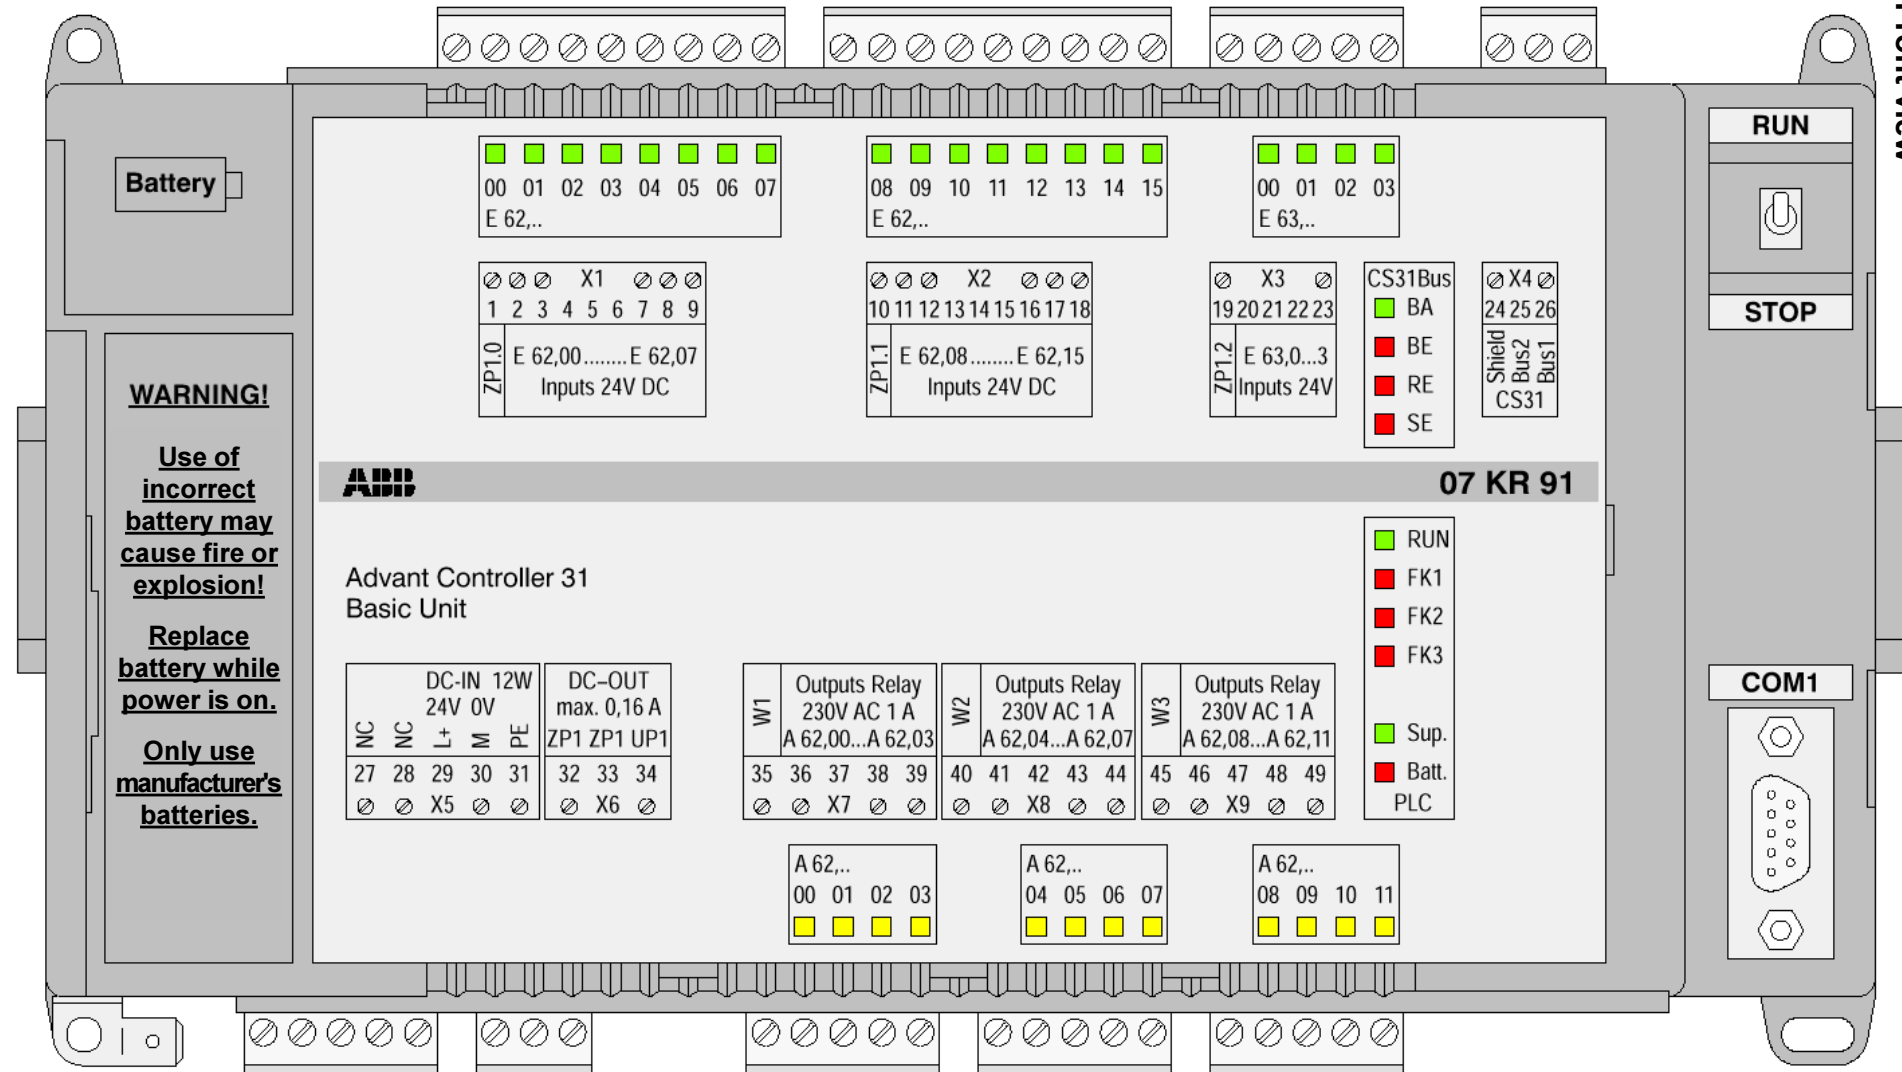 Front View
RUN
STOP
Battery
00 01 02 03 04 05 06 07
E 62,..
08 09 10 11 12 13 14 15
E 62,..
00 01 02 03
E 63,..
X1
1 2 3 4 5 6 7 8 9
ZP1.0
E 62,00........E 62,07
Inputs 24V DC
X2
10 11 12 13 14 15 16 17 18
ZP1.1
E 62,08........E 62,15
Inputs 24V DC
X3
19 20 21 22 23
ZP1.2
E 63,0...3
Inputs 24V
CS31Bus
BA
BE
RE
SE
X4
24 25 26
Shield
Bus2
Bus1
CS31
WARNING!
Use of
incorrect
battery may
cause fire or
explosion!
Replace
battery while
power is on.
Only use
manufacturer's
batteries.
ABB
07 KR 91
Advant Controller 31
Basic Unit
RUN
FK1
FK2
FK3
Sup.
Batt.
PLC
DC-IN 12W
24V 0V
NC NC L+ M PE
27 28 29 30 31
X5
DC–OUT
max. 0,16 A
ZP1 ZP1 UP1
32 33 34
X6
W1
Outputs Relay
230V AC 1 A
A 62,00...A 62,03
35 36 37 38 39
X7
W2
Outputs Relay
230V AC 1 A
A 62,04...A 62,07
40 41 42 43 44
X8
W3
Outputs Relay
230V AC 1 A
A 62,08...A 62,11
45 46 47 48 49
X9
A 62,..
00 01 02 03
A 62,..
04 05 06 07
A 62,..
08 09 10 11
COM1